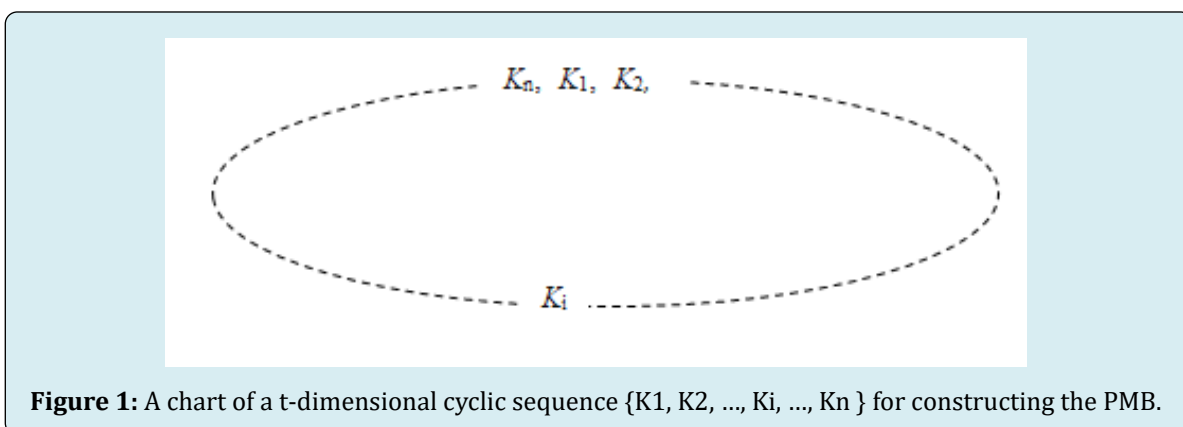 Kn, K1, K2,
Ki
Figure 1: A chart of a t-dimensional cyclic sequence {K1, K2, ..., Ki, ..., Kn } for constructing the PMB.